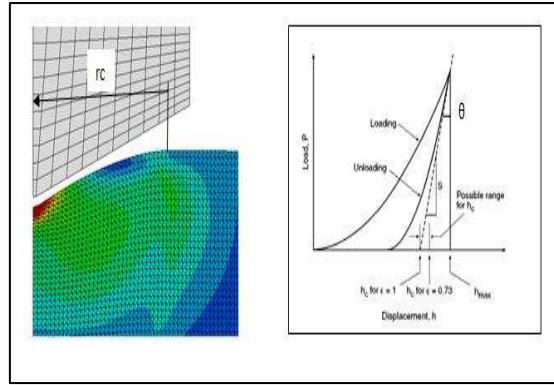 rc
Load, P
Loading
Unloading
θ
S
Possible range
for hc
hc for ε = 1
hc for ε = 0.73
hmax
Displacement, h